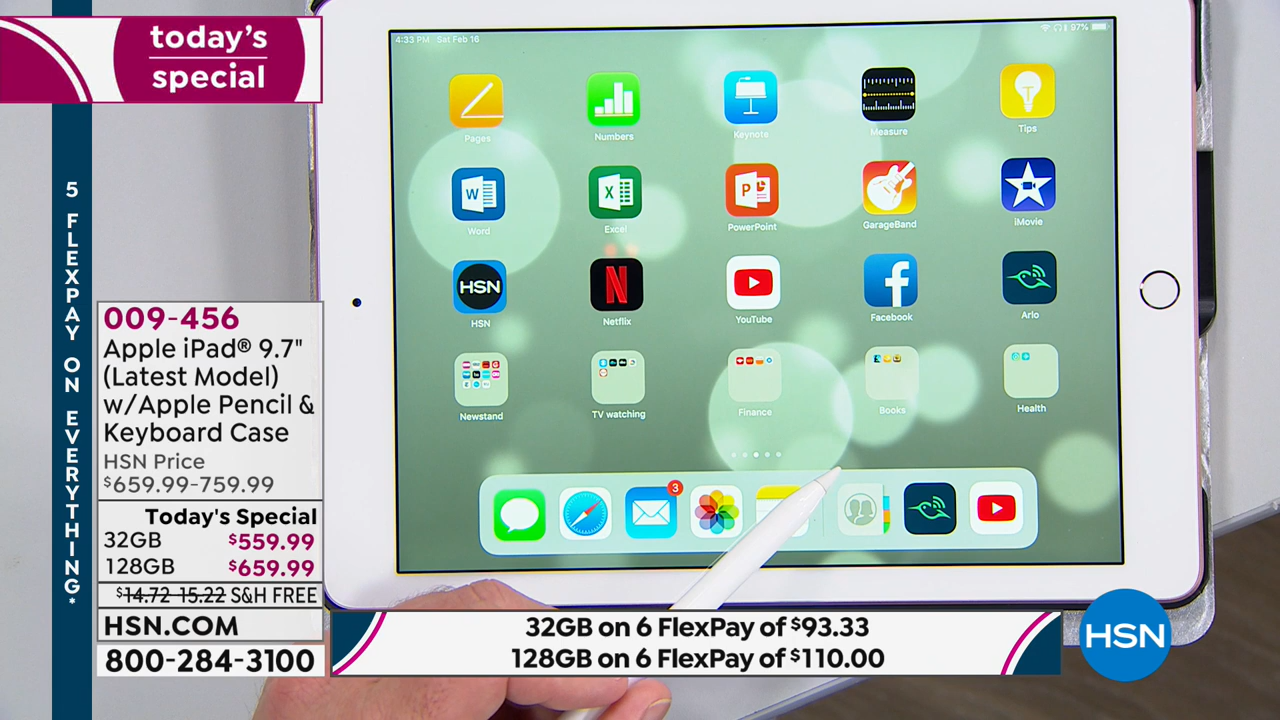 today's
special
5 FLEXPAY ON EVERYTHING*
009-456
Apple iPad® 9.7"
(Latest Model)
w/Apple Pencil &
Keyboard Case
HSN Price
$659.99-759.99
Today's Special
32GB $559.99
128GB $659.99
$14.72-15.22 S&H FREE
HSN.COM
800-284-3100
4:33 PM Sat Feb 16 97%
Pages Numbers Keynote Measure Tips
W X P
Word Excel PowerPoint GarageBand iMovie
HSN N f
HSN Netflix YouTube Facebook Arlo
Newstand TV watching Finance Books Health
3
32GB on 6 FlexPay of $93.33
128GB on 6 FlexPay of $110.00
HSN